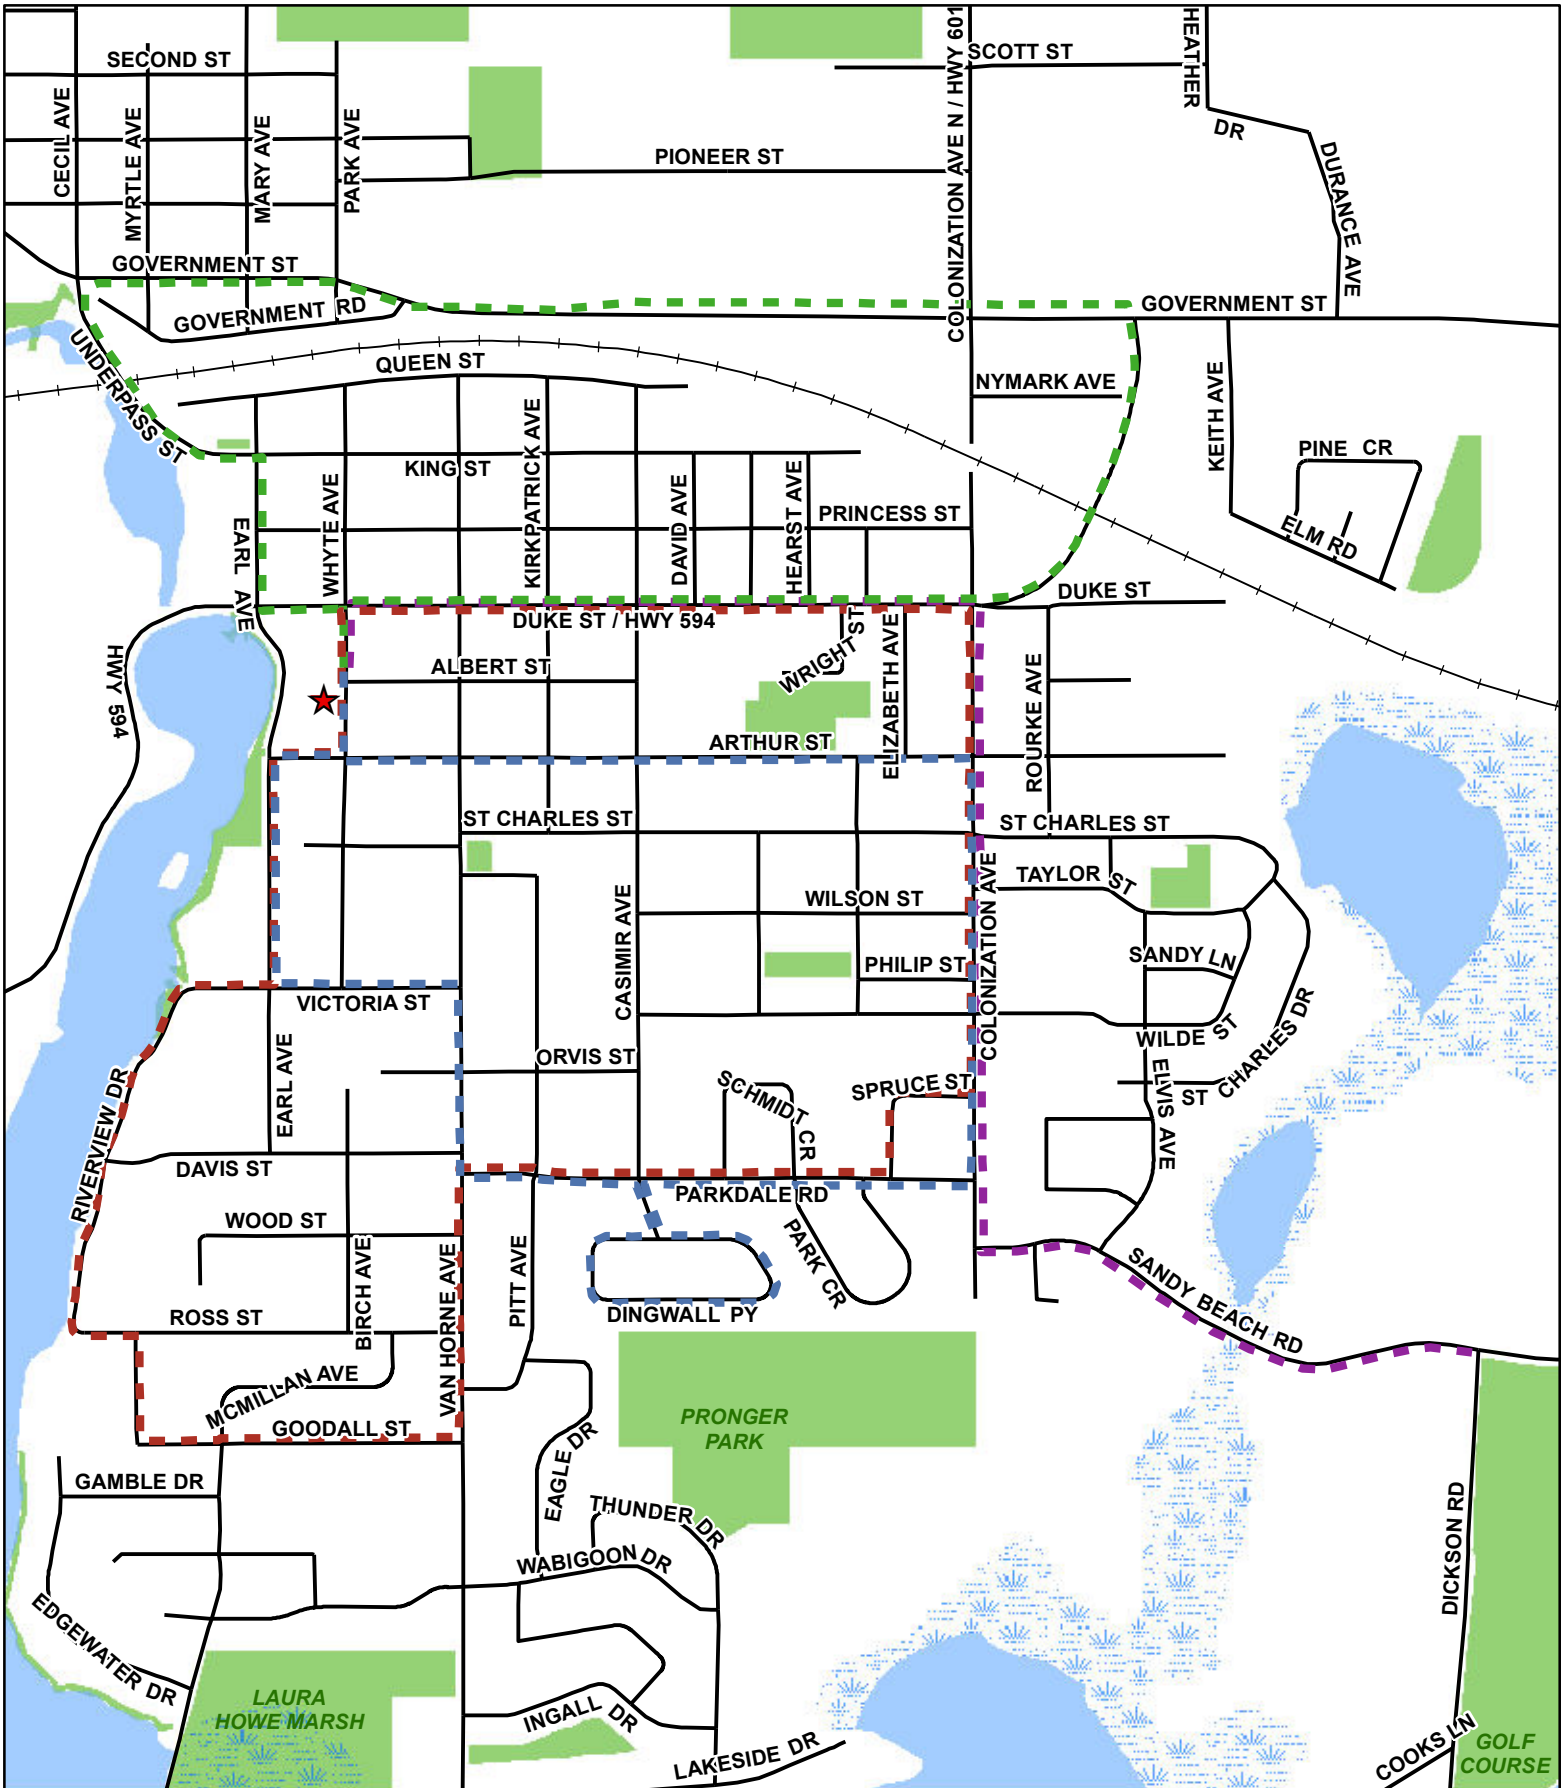 COLONIZATION AVE N / HWY 601
HEATHER
DR
SCOTT ST
SECOND ST
CECIL AVE
MYRTLE AVE
MARY AVE
PARK AVE
PIONEER ST
DURANCE AVE
GOVERNMENT ST
GOVERNMENT RD
GOVERNMENT ST
UNDERPASS ST
QUEEN ST
NYMARK AVE
KEITH AVE
PINE CR
ELM RD
KING ST
KIRKPATRICK AVE
WHYTE AVE
DAVID AVE
HEARST AVE
PRINCESS ST
EARL AVE
DUKE ST
DUKE ST / HWY 594
WRIGHT ST
ELIZABETH AVE
ALBERT ST
HWY 594
ROURKE AVE
ARTHUR ST
ST CHARLES ST
ST CHARLES ST
TAYLOR ST
CASIMIR AVE
WILSON ST
COLONIZATION AVE
SANDY LN
PHILIP ST
VICTORIA ST
WILDE ST
EARL AVE
ORVIS ST
SCHMIDT CR
SPRUCE ST
ELVIS AVE
ST CHARLES DR
RIVERVIEW DR
DAVIS ST
PARKDALE RD
WOOD ST
BIRCH AVE
VAN HORNE AVE
PITT AVE
PARK CR
SANDY BEACH RD
ROSS ST
DINGWALL PY
MCMILLAN AVE
GOODALL ST
PRONGER
PARK
EAGLE DR
GAMBLE DR
THUNDER DR
WABIGOON DR
DICKSON RD
EDGEWATER DR
LAURA
HOWE MARSH
INGALL DR
LAKESIDE DR
COOKS LN
GOLF
COURSE